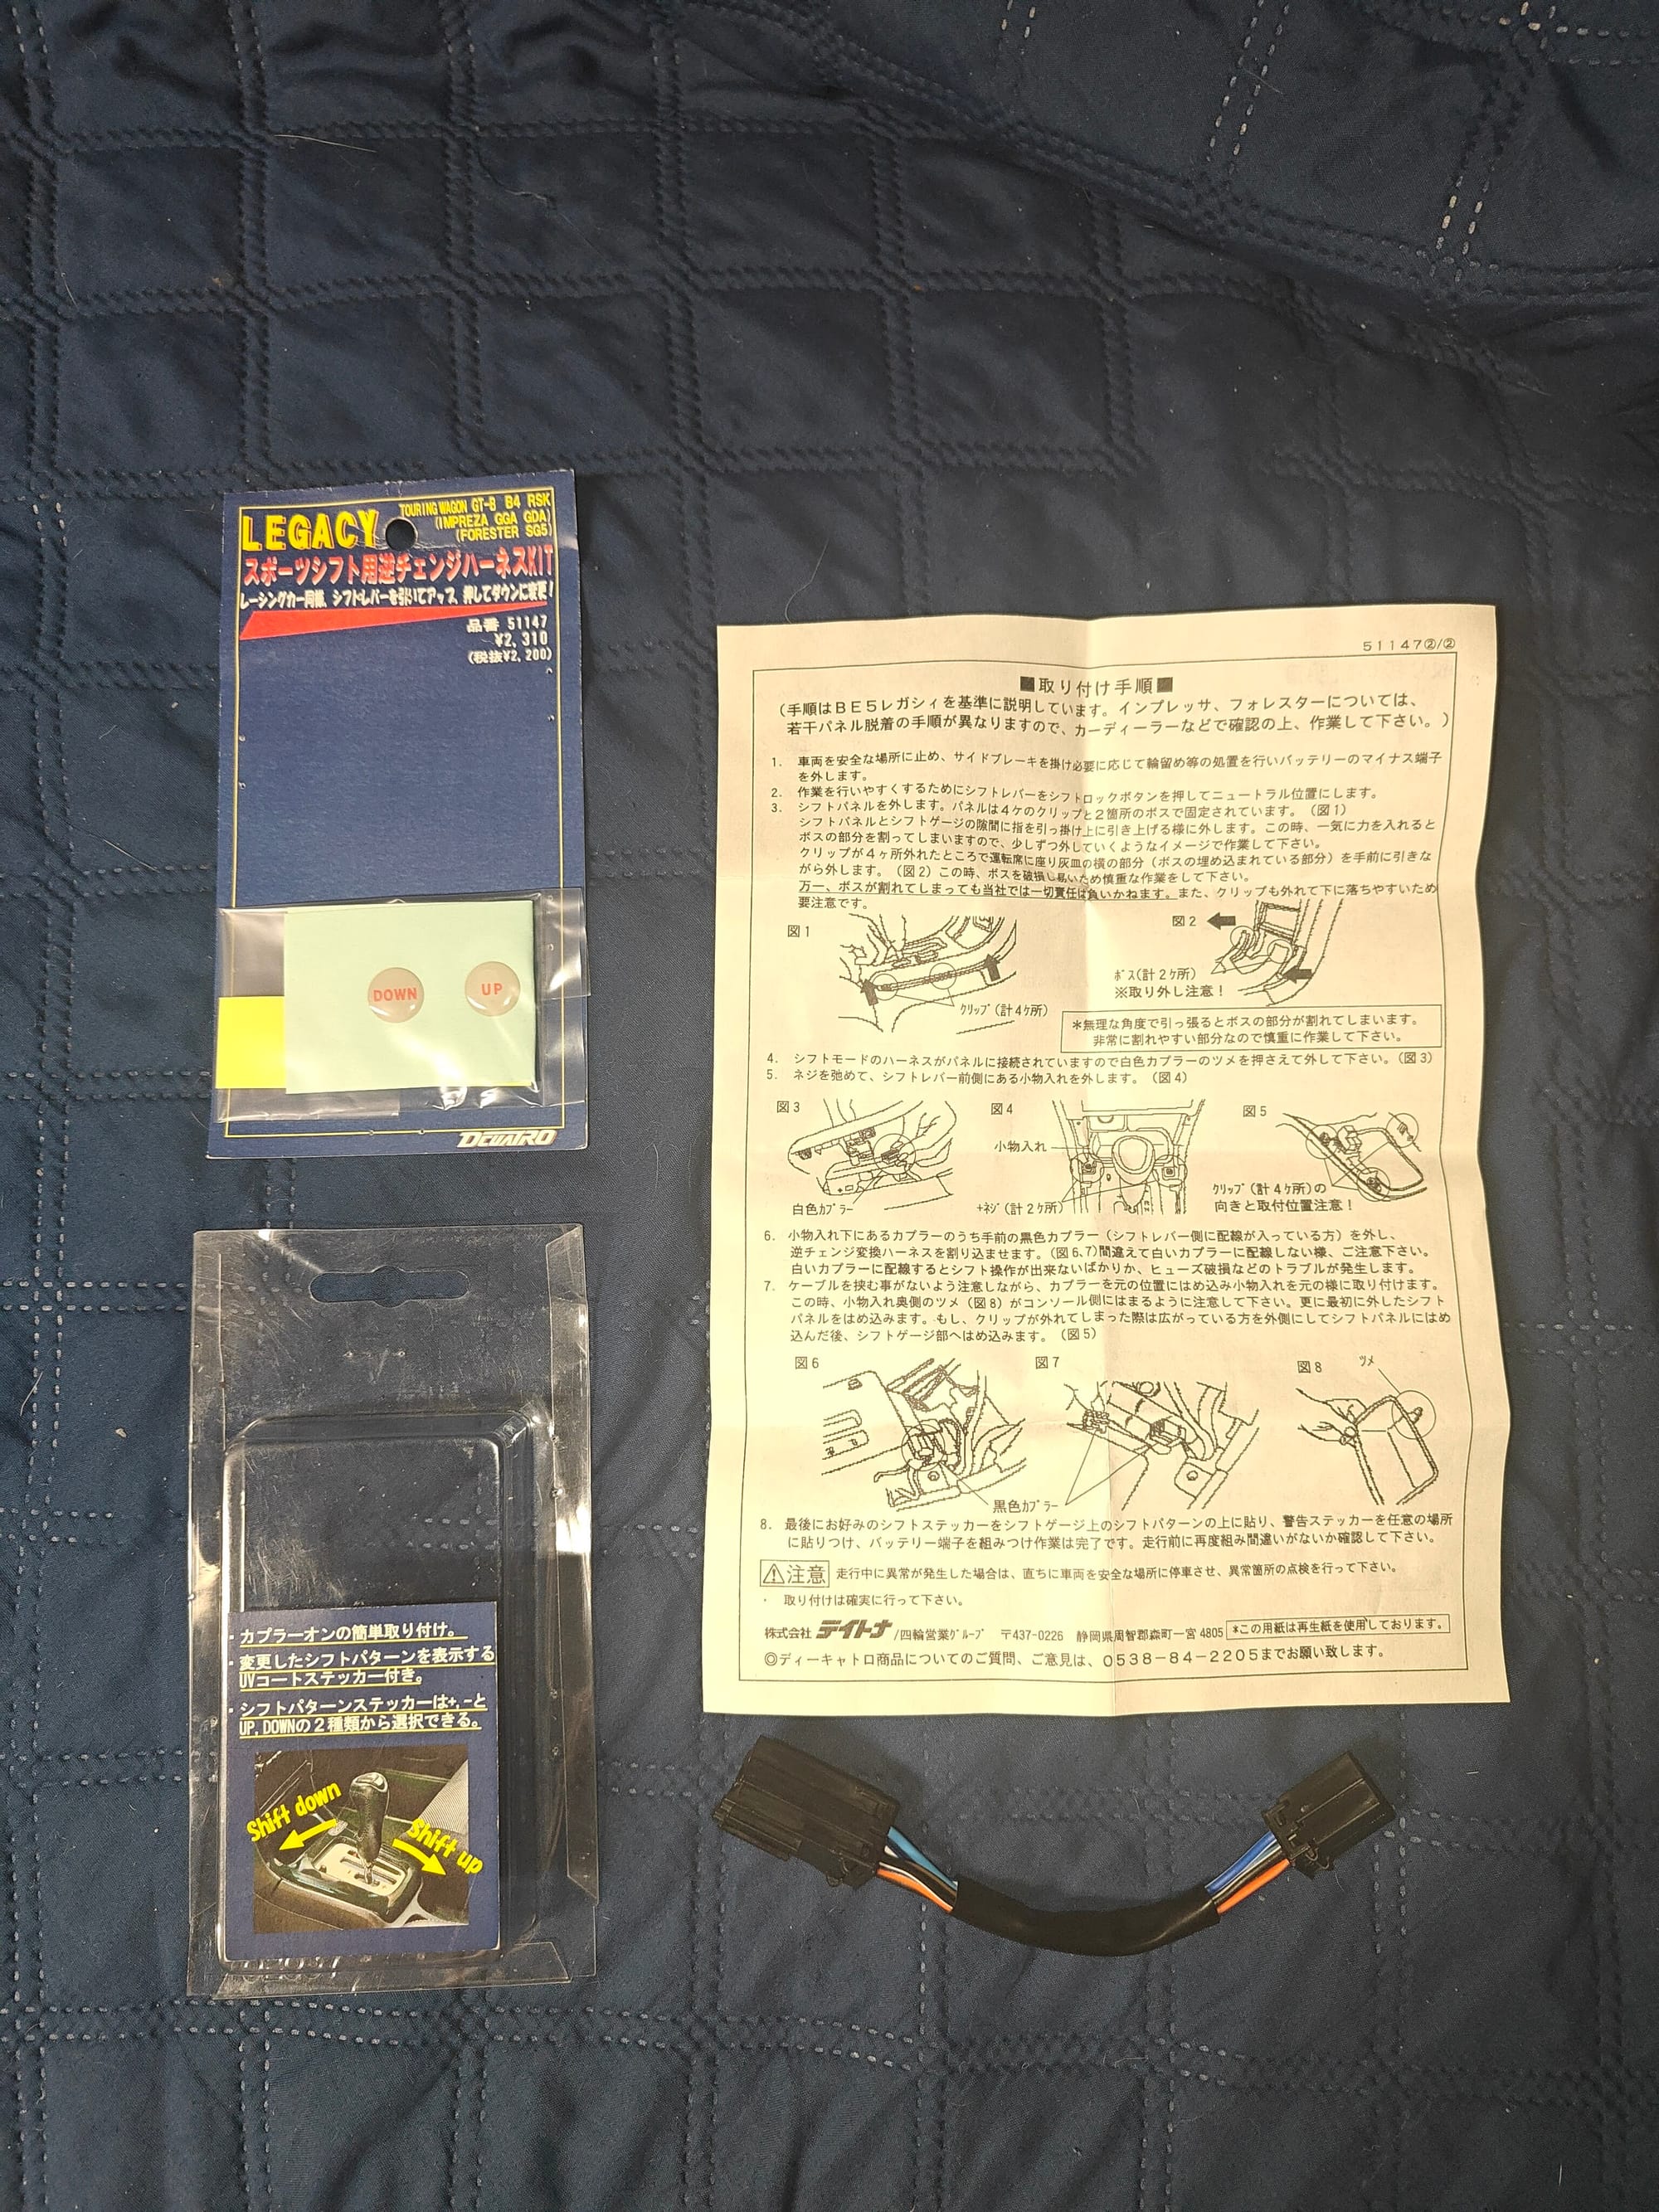 LEGACY
TOURING WAGON GT-B B4 RSK
(IMPREZA GGA GDA)
(FORESTER SG5)
スポーツシフト用逆チェンジハーネスKIT
レーシングカー同様、シフトレバーを引いてアップ、押してダウンに変更!
品番 51147
¥2,310
(税抜¥2,200)
DOWN
UP
DCUATRO
・カプラーオンの簡単取り付け。
・変更したシフトパターンを表示する
UVコートステッカー付き。
・シフトパターンステッカーは+,-と
UP,DOWNの2種類から選択できる。
Shift down
Shift up
51147②/②
■取り付け手順■
(手順はBE5レガシィを基準に説明しています。インプレッサ、フォレスターについては、
若干パネル脱着の手順が異なりますので、カーディーラーなどで確認の上、作業して下さい。)
1. 車両を安全な場所に止め、サイドブレーキを掛け必要に応じて輪留め等の処置を行いバッテリーのマイナス端子
を外します。
2. 作業を行いやすくするためにシフトレバーをシフトロックボタンを押してニュートラル位置にします。
3. シフトパネルを外します。パネルは4ケのクリップと2箇所のボスで固定されています。(図1)
シフトパネルとシフトゲージの隙間に指を引っ掛け上に引き上げる様に外します。この時、一気に力を入れると
ボスの部分を割ってしまいますので、少しずつ外していくようなイメージで作業して下さい。
クリップが4ヶ所外れたところで運転席に座り灰皿の横の部分(ボスの埋め込まれている部分)を手前に引きな
がら外します。(図2)この時、ボスを破損し易いため慎重な作業をして下さい。
万一、ボスが割れてしまっても当社では一切責任は負いかねます。また、クリップも外れて下に落ちやすいため
要注意です。
図1
クリップ(計4ケ所)
図2
ボス(計2ケ所)
※取り外し注意!
*無理な角度で引っ張るとボスの部分が割れてしまいます。
非常に割れやすい部分なので慎重に作業して下さい。
4. シフトモードのハーネスがパネルに接続されていますので白色カプラーのツメを押さえて外して下さい。(図3)
5. ネジを弛めて、シフトレバー前側にある小物入れを外します。(図4)
図3
白色カプラー
図4
小物入れ
+ネジ(計2ケ所)
図5
クリップ(計4ケ所)の
向きと取付位置注意!
6. 小物入れ下にあるカプラーのうち手前の黒色カプラー(シフトレバー側に配線が入っている方)を外し、
逆チェンジ変換ハーネスを割り込ませます。(図6,7)間違えて白いカプラーに配線しない様、ご注意下さい。
白いカプラーに配線するとシフト操作が出来ないばかりか、ヒューズ破損などのトラブルが発生します。
7. ケーブルを挟む事がないよう注意しながら、カプラーを元の位置にはめ込み小物入れを元の様に取り付けます。
この時、小物入れ奥側のツメ(図8)がコンソール側にはまるように注意して下さい。更に最初に外したシフト
パネルをはめ込みます。もし、クリップが外れてしまった際は広がっている方を外側にしてシフトパネルにはめ
込んだ後、シフトゲージ部へはめ込みます。(図5)
図6
図7
黒色カプラー
図8
ツメ
8. 最後にお好みのシフトステッカーをシフトゲージ上のシフトパターンの上に貼り、警告ステッカーを任意の場所
に貼りつけ、バッテリー端子を組みつけ作業は完了です。走行前に再度組み間違いがないか確認して下さい。
⚠注意 走行中に異常が発生した場合は、直ちに車両を安全な場所に停車させ、異常箇所の点検を行って下さい。
・ 取り付けは確実に行って下さい。
株式会社 デイトナ /四輪営業グループ 〒437-0226 静岡県周智郡森町一宮4805 *この用紙は再生紙を使用しております。
◎ディーキャトロ商品についてのご質問、ご意見は、0538-84-2205までお願い致します。